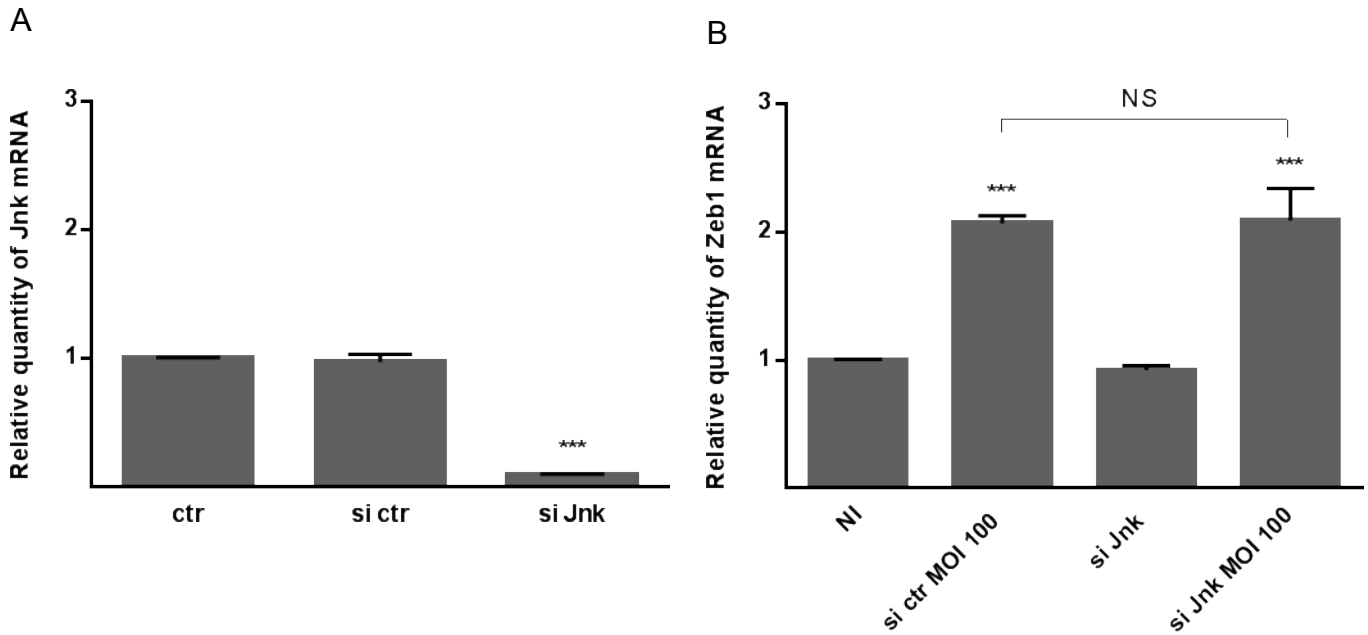 A
Relative quantity of Jnk mRNA
3
2
1
***
ctr
si ctr
si Jnk
B
Relative quantity of Zeb1 mRNA
3
2
1
NS
***
***
NI
si ctr MOI 100
si Jnk
si Jnk MOI 100